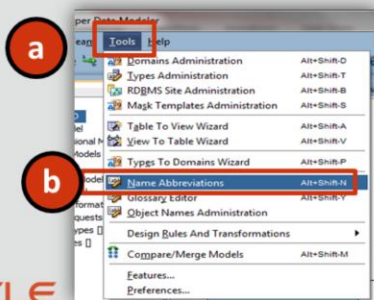 per Data Modeler
a
Tools Help
Domains Administration Alt+Shift-D
Types Administration Alt+Shift-T
RDBMS Site Administration Alt+Shift-B
Mask Templates Administration Alt+Shift-S
Table To View Wizard Alt+Shift-A
View To Table Wizard Alt+Shift-V
Types To Domains Wizard Alt+Shift-P
b
Name Abbreviations Alt+Shift-N
Glossary Editor Alt+Shift-Y
Object Names Administration
Design Rules And Transformations
Compare/Merge Models Alt+Shift-M
Features...
Preferences...